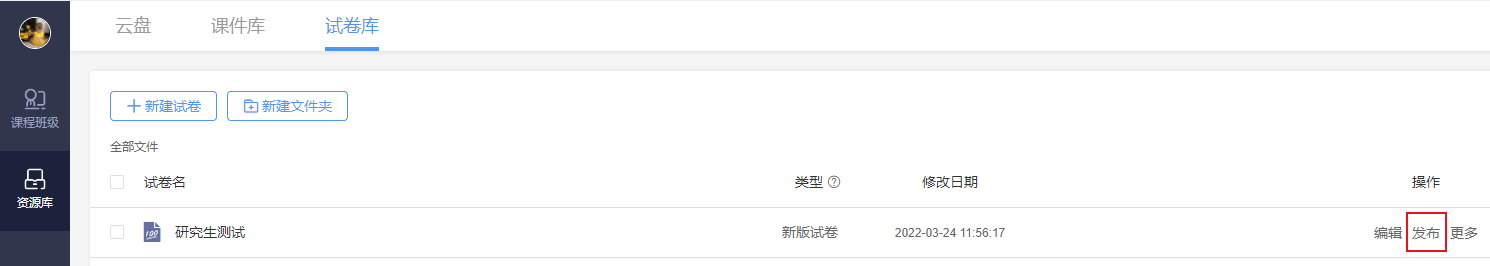 云盘 课件库 试卷库
课程班级
资源库
新建试卷 新建文件夹
全部文件
试卷名 类型 修改日期 操作
100 研究生测试 新版试卷 2022-03-24 11:56:17 编辑 发布 更多